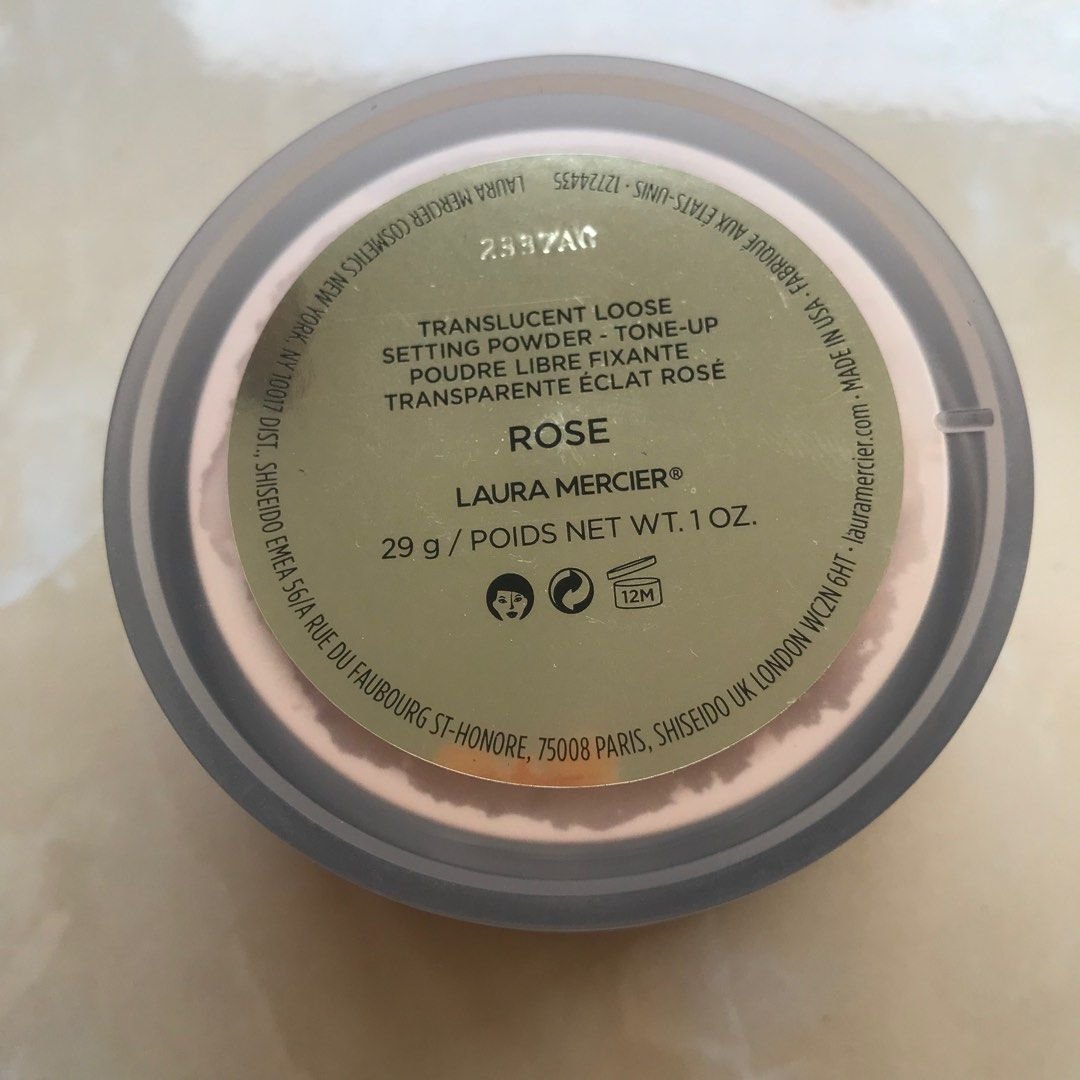 TRANSLUCENT LOOSE
SETTING POWDER - TONE-UP
POUDRE LIBRE FIXANTE
TRANSPARENTE ÉCLAT ROSÉ
ROSE
LAURA MERCIER®
29 g / POIDS NET WT. 1 OZ.
12M
LAURA MERCIER COSMETICS NEW YORK, NY 10017 DIST., SHISEIDO EMEA 56/A RUE DU FAUBOURG ST-HONORE, 75008 PARIS, SHISEIDO UK LONDON WC2N 6HT • lauramercier.com • MADE IN USA • FABRIQUÉ AUX ÉTATS-UNIS • 12724435